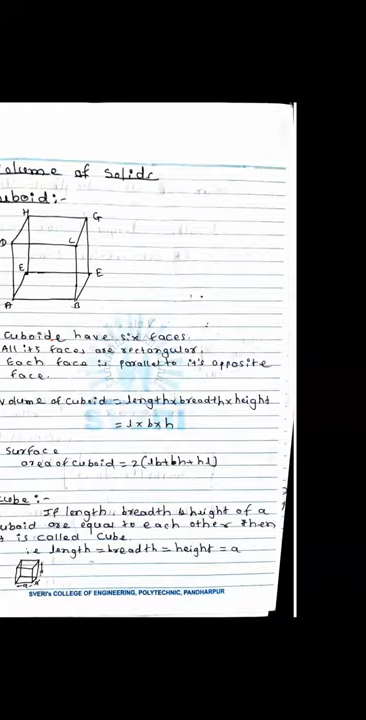 olume of Solids
uboid:-
H
G
D
C
E
E
A
B
Cuboide have six faces.
All its faces are rectangular.
Each face is parallel to it's opposite
face.
volume of cuboid = length x breadth x height
= l x b x h
Surface
area of cuboid = 2(lb+bh+hl)
cube :-
If length, breadth & height of a
uboid are equal to each other then
t is called Cube.
i.e length = breadth = height = a
a a
SVERI's COLLEGE OF ENGINEERING, POLYTECHNIC, PANDHARPUR